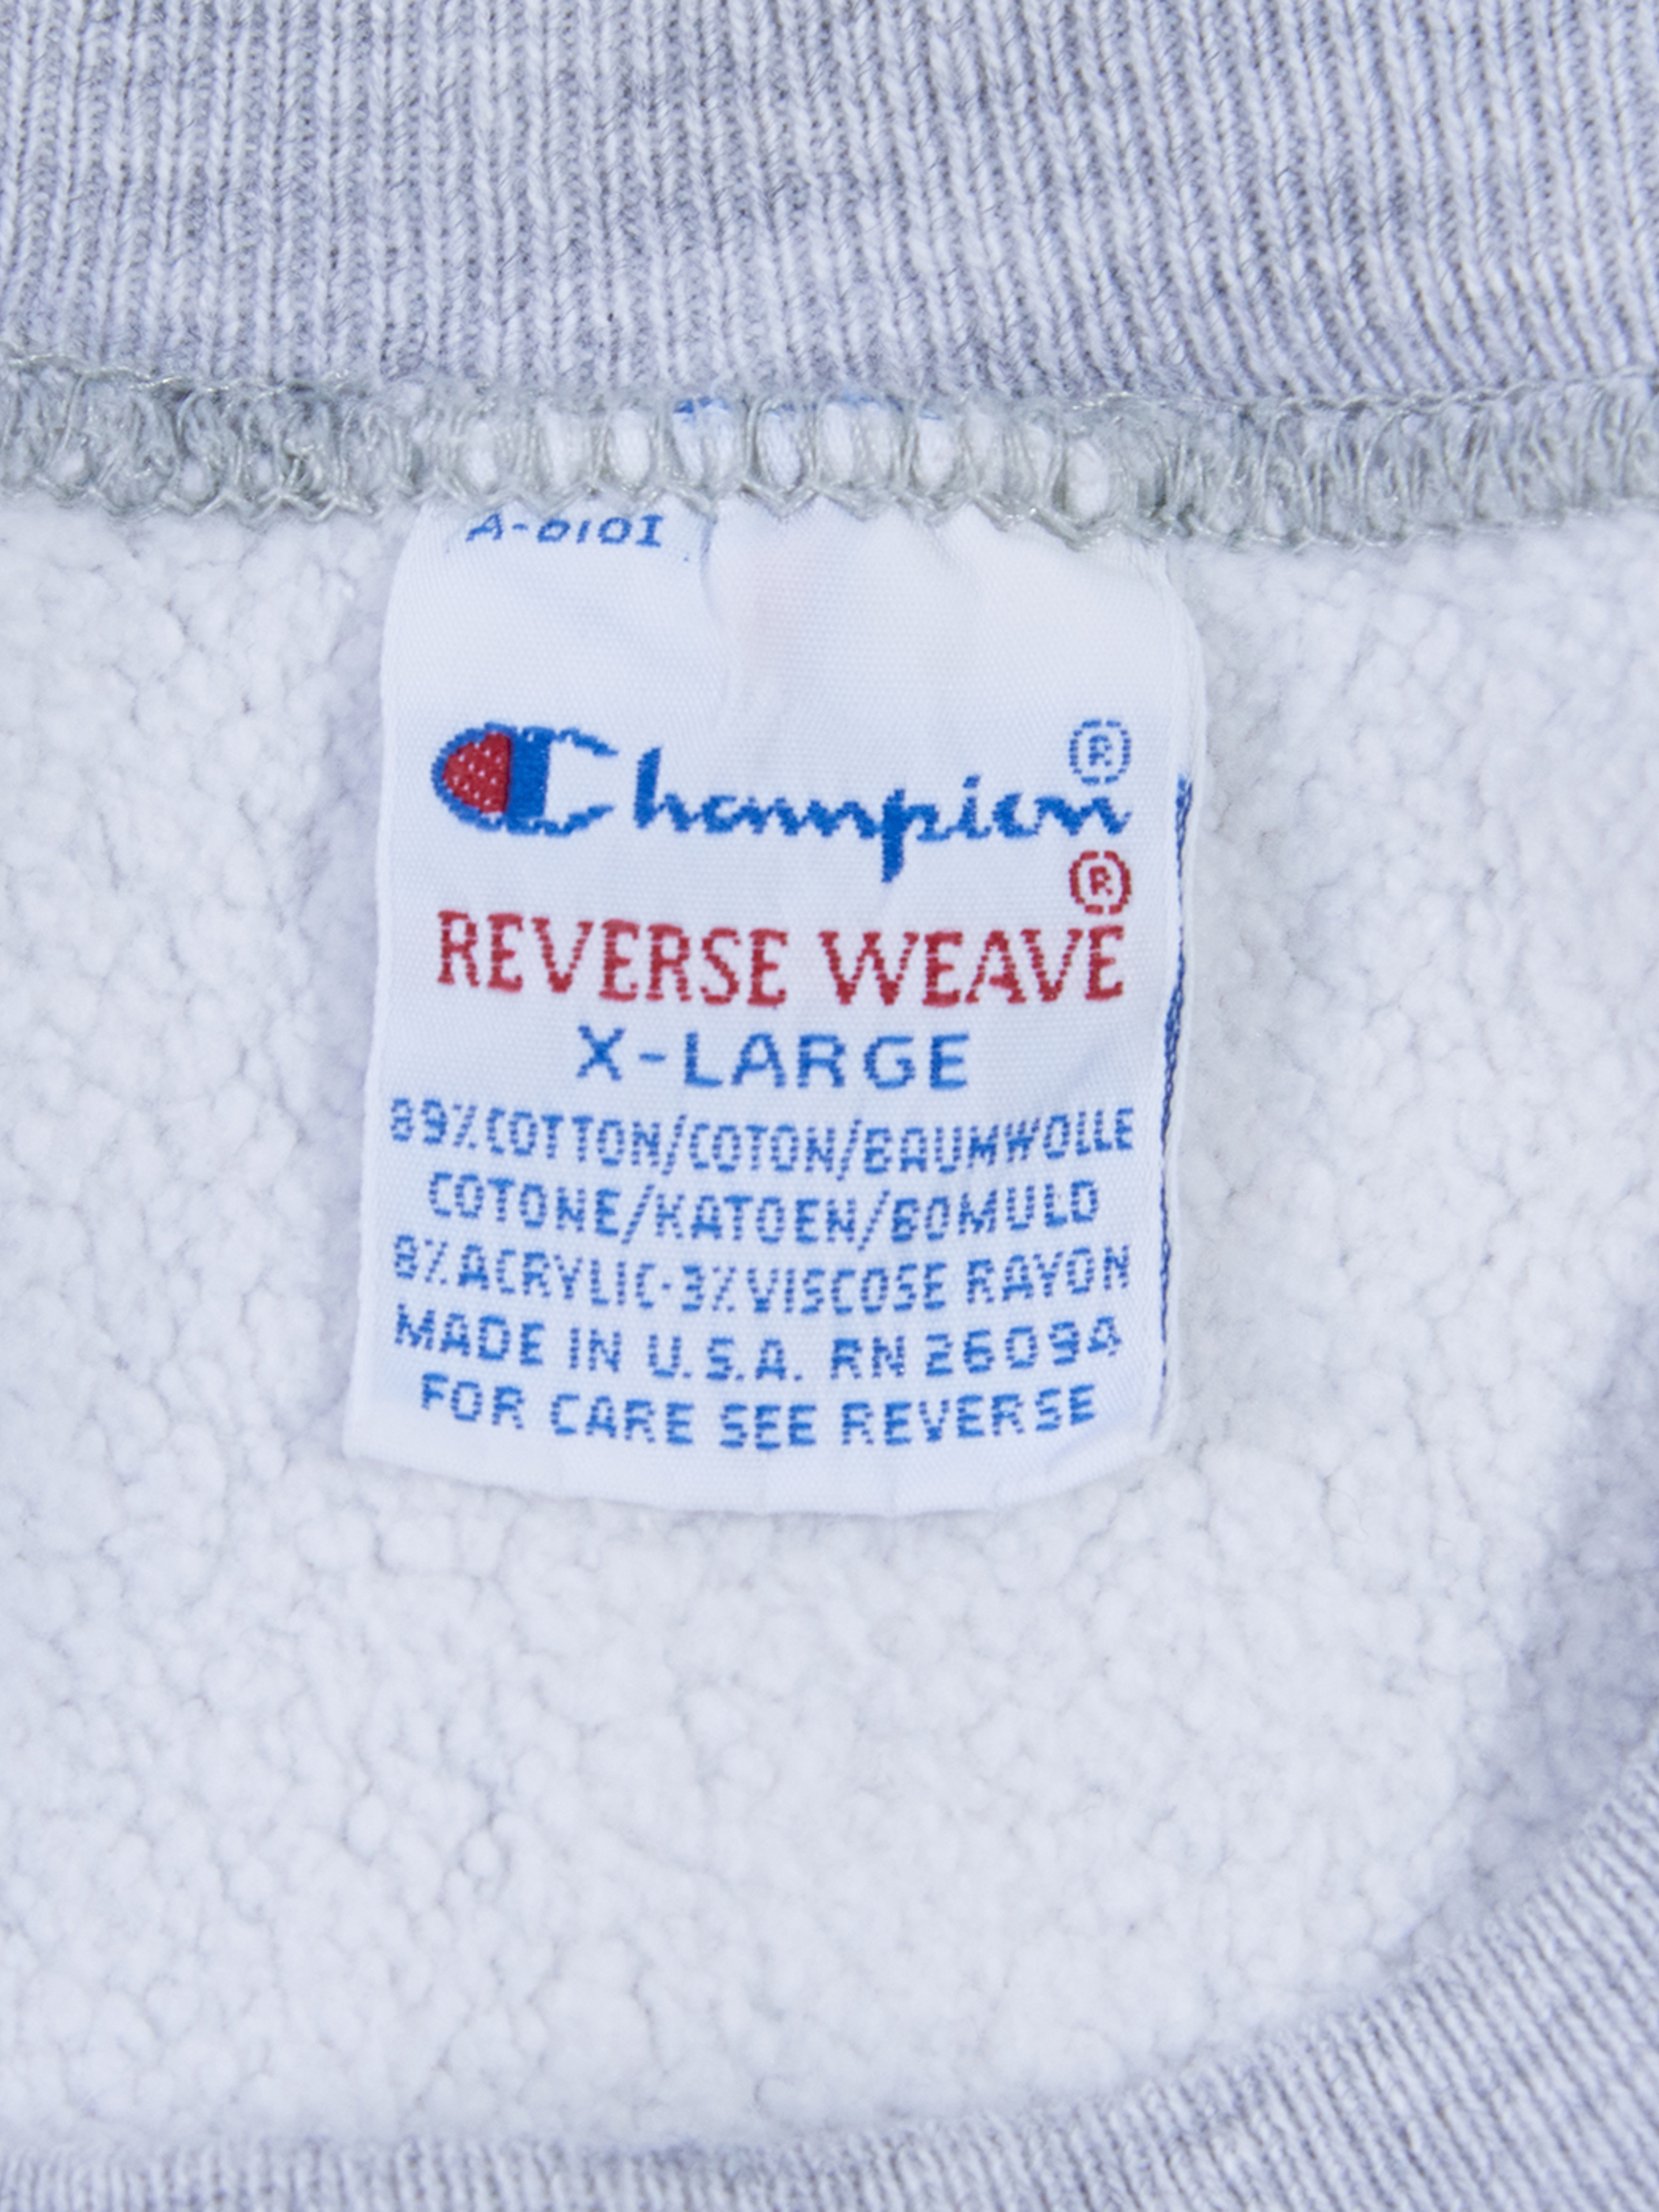 A-6101
Champion®
®
REVERSE WEAVE
X-LARGE
89% COTTON/COTON/BAUMWOLLE
COTONE/KATOEN/BOMULD
8% ACRYLIC-3% VISCOSE RAYON
MADE IN U.S.A. RN 26094
FOR CARE SEE REVERSE